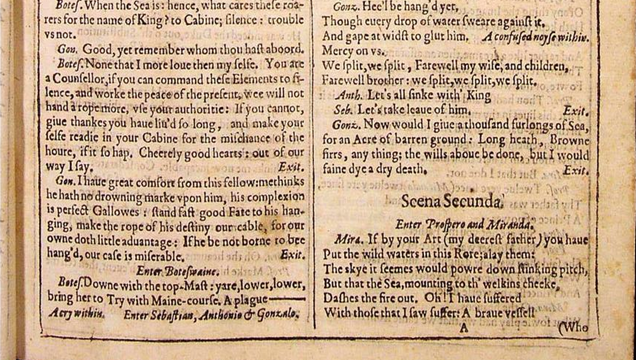 Botes. When the Sea is: hence, what cares these roa-
rers for the name of King? to Cabine; silence: trouble
vs not.
Gon. Good, yet remember whom thou hast aboord.
Botes. None that I more loue then my selfe. You are
a Counsellor, if you can command these Elements to si-
lence, and worke the peace of the present, wee will not
hand a rope more, vse your authoritie: If you cannot,
giue thankes you haue liu'd so long, and make your
selfe readie in your Cabine for the mischance of the
houre, if it so hap. Cheerely good hearts: out of our
way I say. Exit.
Gon. I haue great comfort from this fellow: methinks
he hath no drowning marke vpon him, his complexion
is perfect Gallowes: stand fast good Fate to his han-
ging, make the rope of his destiny our cable, for our
owne doth little aduantage: If he be not borne to bee
hang'd, our case is miserable. Exit.
Enter Boteswaine.
Botes. Downe with the top-Mast: yare, lower, lower,
bring her to Try with Maine-course. A plague——
A cry within. Enter Sebastian, Anthonio & Gonzalo.
Gonz. Hee'l be hang'd yet,
Though euery drop of water sweare against it,
And gape at widst to glut him. A confused noyse within.
Mercy on vs.
We split, we split, Farewell my wife, and children,
Farewell brother: we split, we split, we split.
Anth. Let's all sinke with King
Seb. Let's take leaue of him. Exit.
Gonz. Now would I giue a thousand furlongs of Sea,
for an Acre of barren ground: Long heath, Browne
firrs, any thing; the wills aboue be done, but I would
faine dye a dry death. Exit.
Scena Secunda.
Enter Prospero and Miranda.
Mira. If by your Art (my deerest father) you haue
Put the wild waters in this Rore; alay them:
The skye it seemes would powre down stinking pitch,
But that the Sea, mounting to th' welkins cheeke,
Dashes the fire out. Oh! I haue suffered
With those that I saw suffer: A braue vessell
A (Who